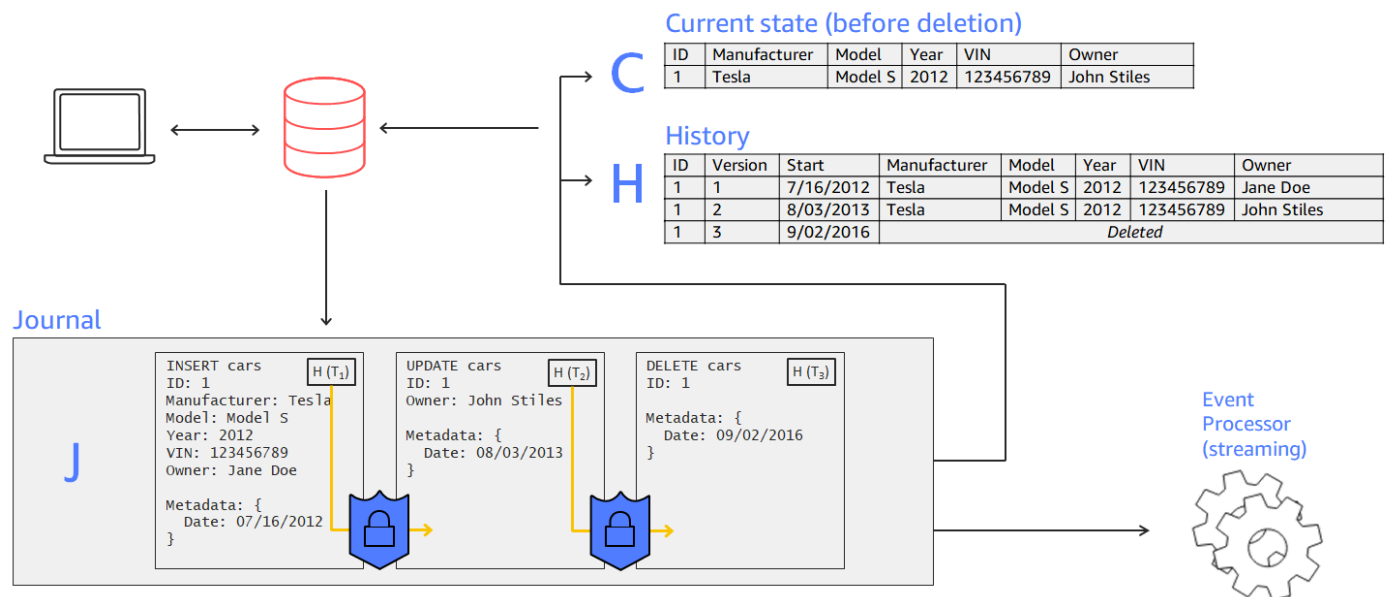 Current state (before deletion)
C
ID Manufacturer Model Year VIN Owner
1 Tesla Model S 2012 123456789 John Stiles
History
H
ID Version Start Manufacturer Model Year VIN Owner
1 1 7/16/2012 Tesla Model S 2012 123456789 Jane Doe
1 2 8/03/2013 Tesla Model S 2012 123456789 John Stiles
1 3 9/02/2016 Deleted
Journal
J
INSERT cars
H (T₁)
ID: 1
Manufacturer: Tesla
Model: Model S
Year: 2012
VIN: 123456789
Owner: Jane Doe
Metadata: {
Date: 07/16/2012
}
UPDATE cars
H (T₂)
ID: 1
Owner: John Stiles
Metadata: {
Date: 08/03/2013
}
DELETE cars
H (T₃)
ID: 1
Metadata: {
Date: 09/02/2016
}
Event
Processor
(streaming)